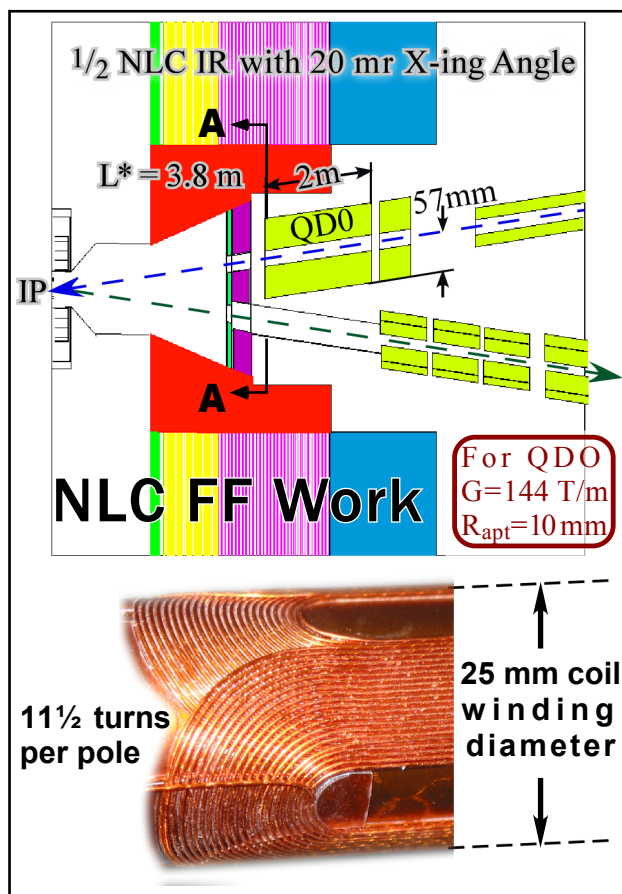 ½ NLC IR with 20 mr X-ing Angle
A
L* = 3.8 m
2m
57mm
QD0
IP
A
For QDO
G=144 T/m
Rapt=10 mm
NLC FF Work
11½ turns
per pole
25 mm coil
winding
diameter